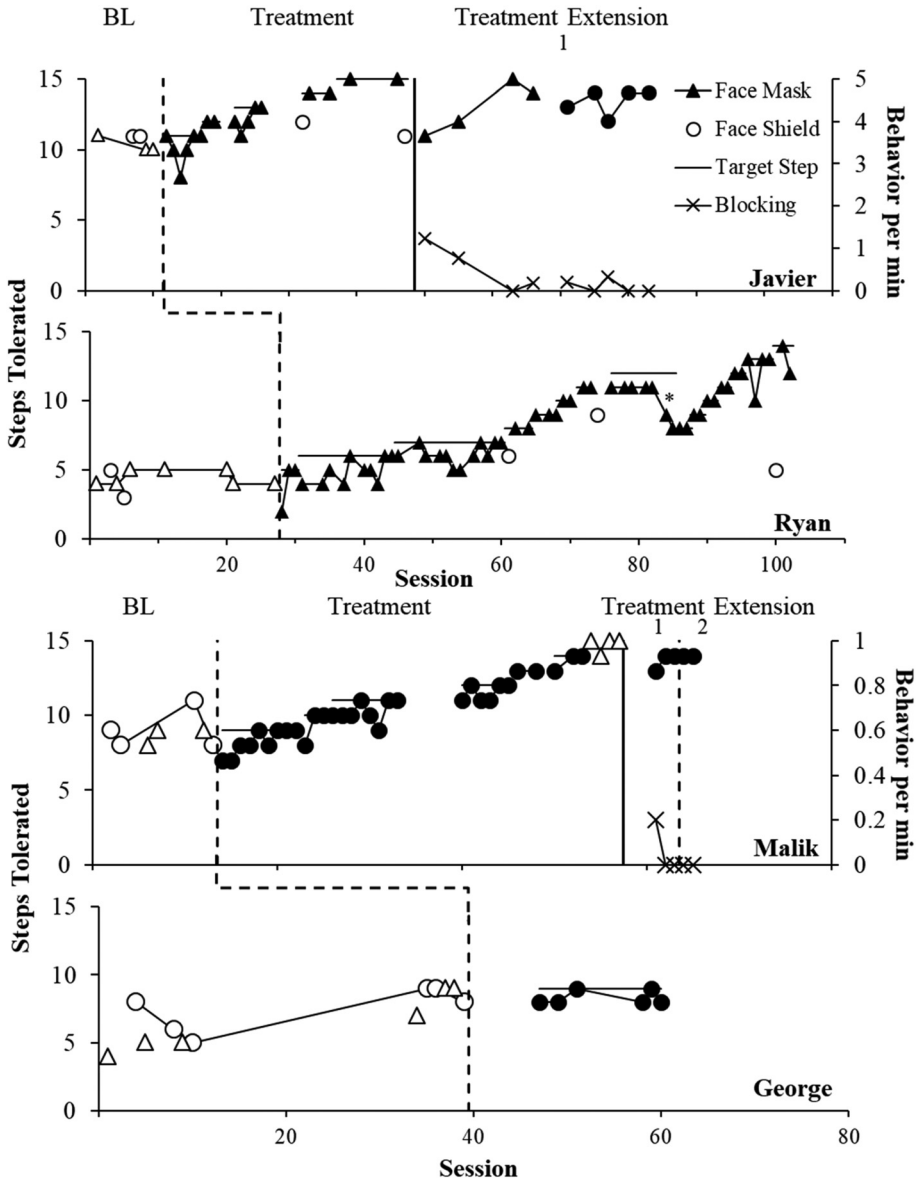 BL Treatment Treatment Extension
1
15 5
Face Mask
10 4
Face Shield
3
Target Step
5 2
Blocking
1
0 Javier 0
Behavior per min
Steps Tolerated
15
10
5
0 Ryan
20 40 60 80 100
Session
BL Treatment Treatment Extension
1 2
15 1
0.8
10
0.6
0.4
5
0.2
0 Malik 0
Behavior per min
Steps Tolerated
15
10
5
0 George
20 40 60 80
Session
*